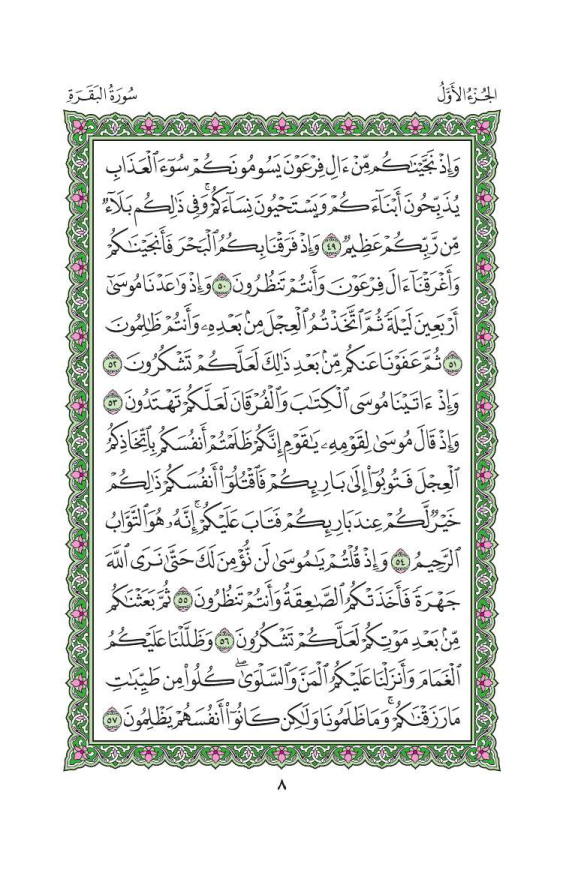 الجُزْءُ الأَوَّلُ
سُورَةُ البَقَرَةِ
وَإِذْ نَجَّيْنَٰكُم مِّنْ ءَالِ فِرْعَوْنَ يَسُومُونَكُمْ سُوٓءَ ٱلْعَذَابِ
يُذَبِّحُونَ أَبْنَآءَكُمْ وَيَسْتَحْيُونَ نِسَآءَكُمْ ۚ وَفِى ذَٰلِكُم بَلَآءٌ
مِّن رَّبِّكُمْ عَظِيمٌ ٤٩ وَإِذْ فَرَقْنَا بِكُمُ ٱلْبَحْرَ فَأَنجَيْنَٰكُمْ
وَأَغْرَقْنَآ ءَالَ فِرْعَوْنَ وَأَنتُمْ تَنظُرُونَ ٥٠ وَإِذْ وَٰعَدْنَا مُوسَىٰٓ
أَرْبَعِينَ لَيْلَةً ثُمَّ ٱتَّخَذْتُمُ ٱلْعِجْلَ مِنۢ بَعْدِهِۦ وَأَنتُمْ ظَٰلِمُونَ
٥١ ثُمَّ عَفَوْنَا عَنكُم مِّنۢ بَعْدِ ذَٰلِكَ لَعَلَّكُمْ تَشْكُرُونَ ٥٢
وَإِذْ ءَاتَيْنَا مُوسَى ٱلْكِتَٰبَ وَٱلْفُرْقَانَ لَعَلَّكُمْ تَهْتَدُونَ ٥٣
وَإِذْ قَالَ مُوسَىٰ لِقَوْمِهِۦ يَٰقَوْمِ إِنَّكُمْ ظَلَمْتُمْ أَنفُسَكُم بِٱتِّخَاذِكُمُ
ٱلْعِجْلَ فَتُوبُوٓا۟ إِلَىٰ بَارِئِكُمْ فَٱقْتُلُوٓا۟ أَنفُسَكُمْ ذَٰلِكُمْ
خَيْرٌ لَّكُمْ عِندَ بَارِئِكُمْ فَتَابَ عَلَيْكُمْ ۚ إِنَّهُۥ هُوَ ٱلتَّوَّابُ
ٱلرَّحِيمُ ٥٤ وَإِذْ قُلْتُمْ يَٰمُوسَىٰ لَن نُّؤْمِنَ لَكَ حَتَّىٰ نَرَى ٱللَّهَ
جَهْرَةً فَأَخَذَتْكُمُ ٱلصَّٰعِقَةُ وَأَنتُمْ تَنظُرُونَ ٥٥ ثُمَّ بَعَثْنَٰكُم
مِّنۢ بَعْدِ مَوْتِكُمْ لَعَلَّكُمْ تَشْكُرُونَ ٥٦ وَظَلَّلْنَا عَلَيْكُمُ
ٱلْغَمَامَ وَأَنزَلْنَا عَلَيْكُمُ ٱلْمَنَّ وَٱلسَّلْوَىٰ ۖ كُلُوا۟ مِن طَيِّبَٰتِ
مَا رَزَقْنَٰكُمْ ۚ وَمَا ظَلَمُونَا وَلَٰكِن كَانُوٓا۟ أَنفُسَهُمْ يَظْلِمُونَ ٥٧
٨